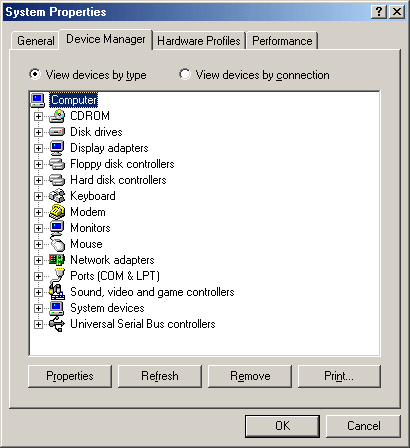 System Properties
General Device Manager Hardware Profiles Performance
View devices by type View devices by connection
Computer
CDROM
Disk drives
Display adapters
Floppy disk controllers
Hard disk controllers
Keyboard
Modem
Monitors
Mouse
Network adapters
Ports (COM & LPT)
Sound, video and game controllers
System devices
Universal Serial Bus controllers
Properties Refresh Remove Print...
OK Cancel